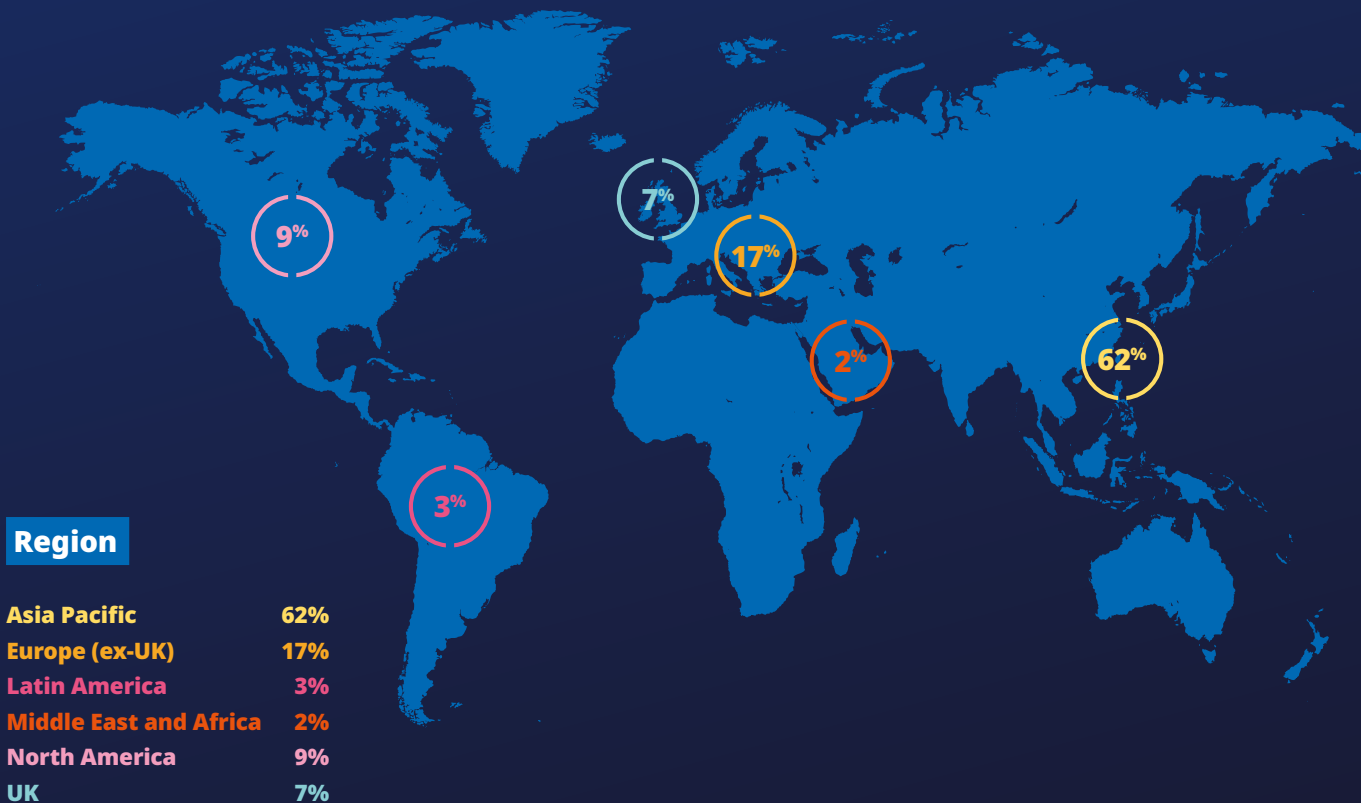 7%
9%
17%
62%
2%
3%
Region
Asia Pacific 62%
Europe (ex-UK) 17%
Latin America 3%
Middle East and Africa 2%
North America 9%
UK 7%